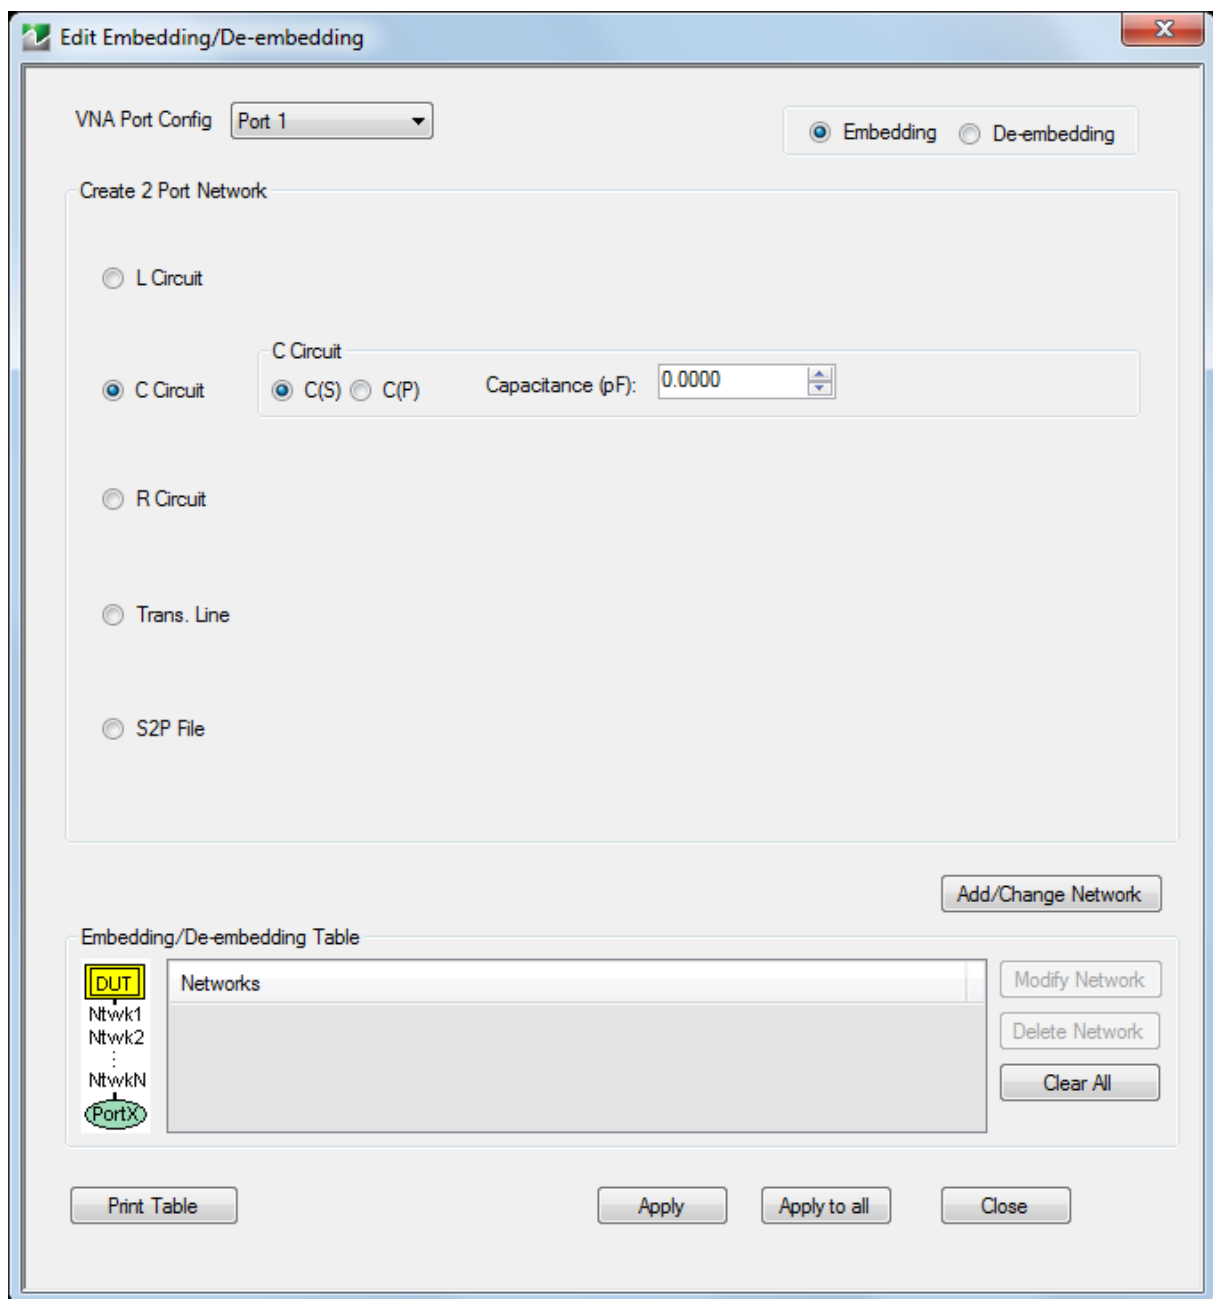 Edit Embedding/De-embedding
VNA Port Config Port 1
Embedding De-embedding
Create 2 Port Network
L Circuit
C Circuit
C Circuit C(S) C(P) Capacitance (pF): 0.0000
R Circuit
Trans. Line
S2P File
Add/Change Network
Embedding/De-embedding Table
DUT
Ntwk1
Ntwk2
⋮
NtwkN
PortX
Networks
Modify Network
Delete Network
Clear All
Print Table Apply Apply to all Close